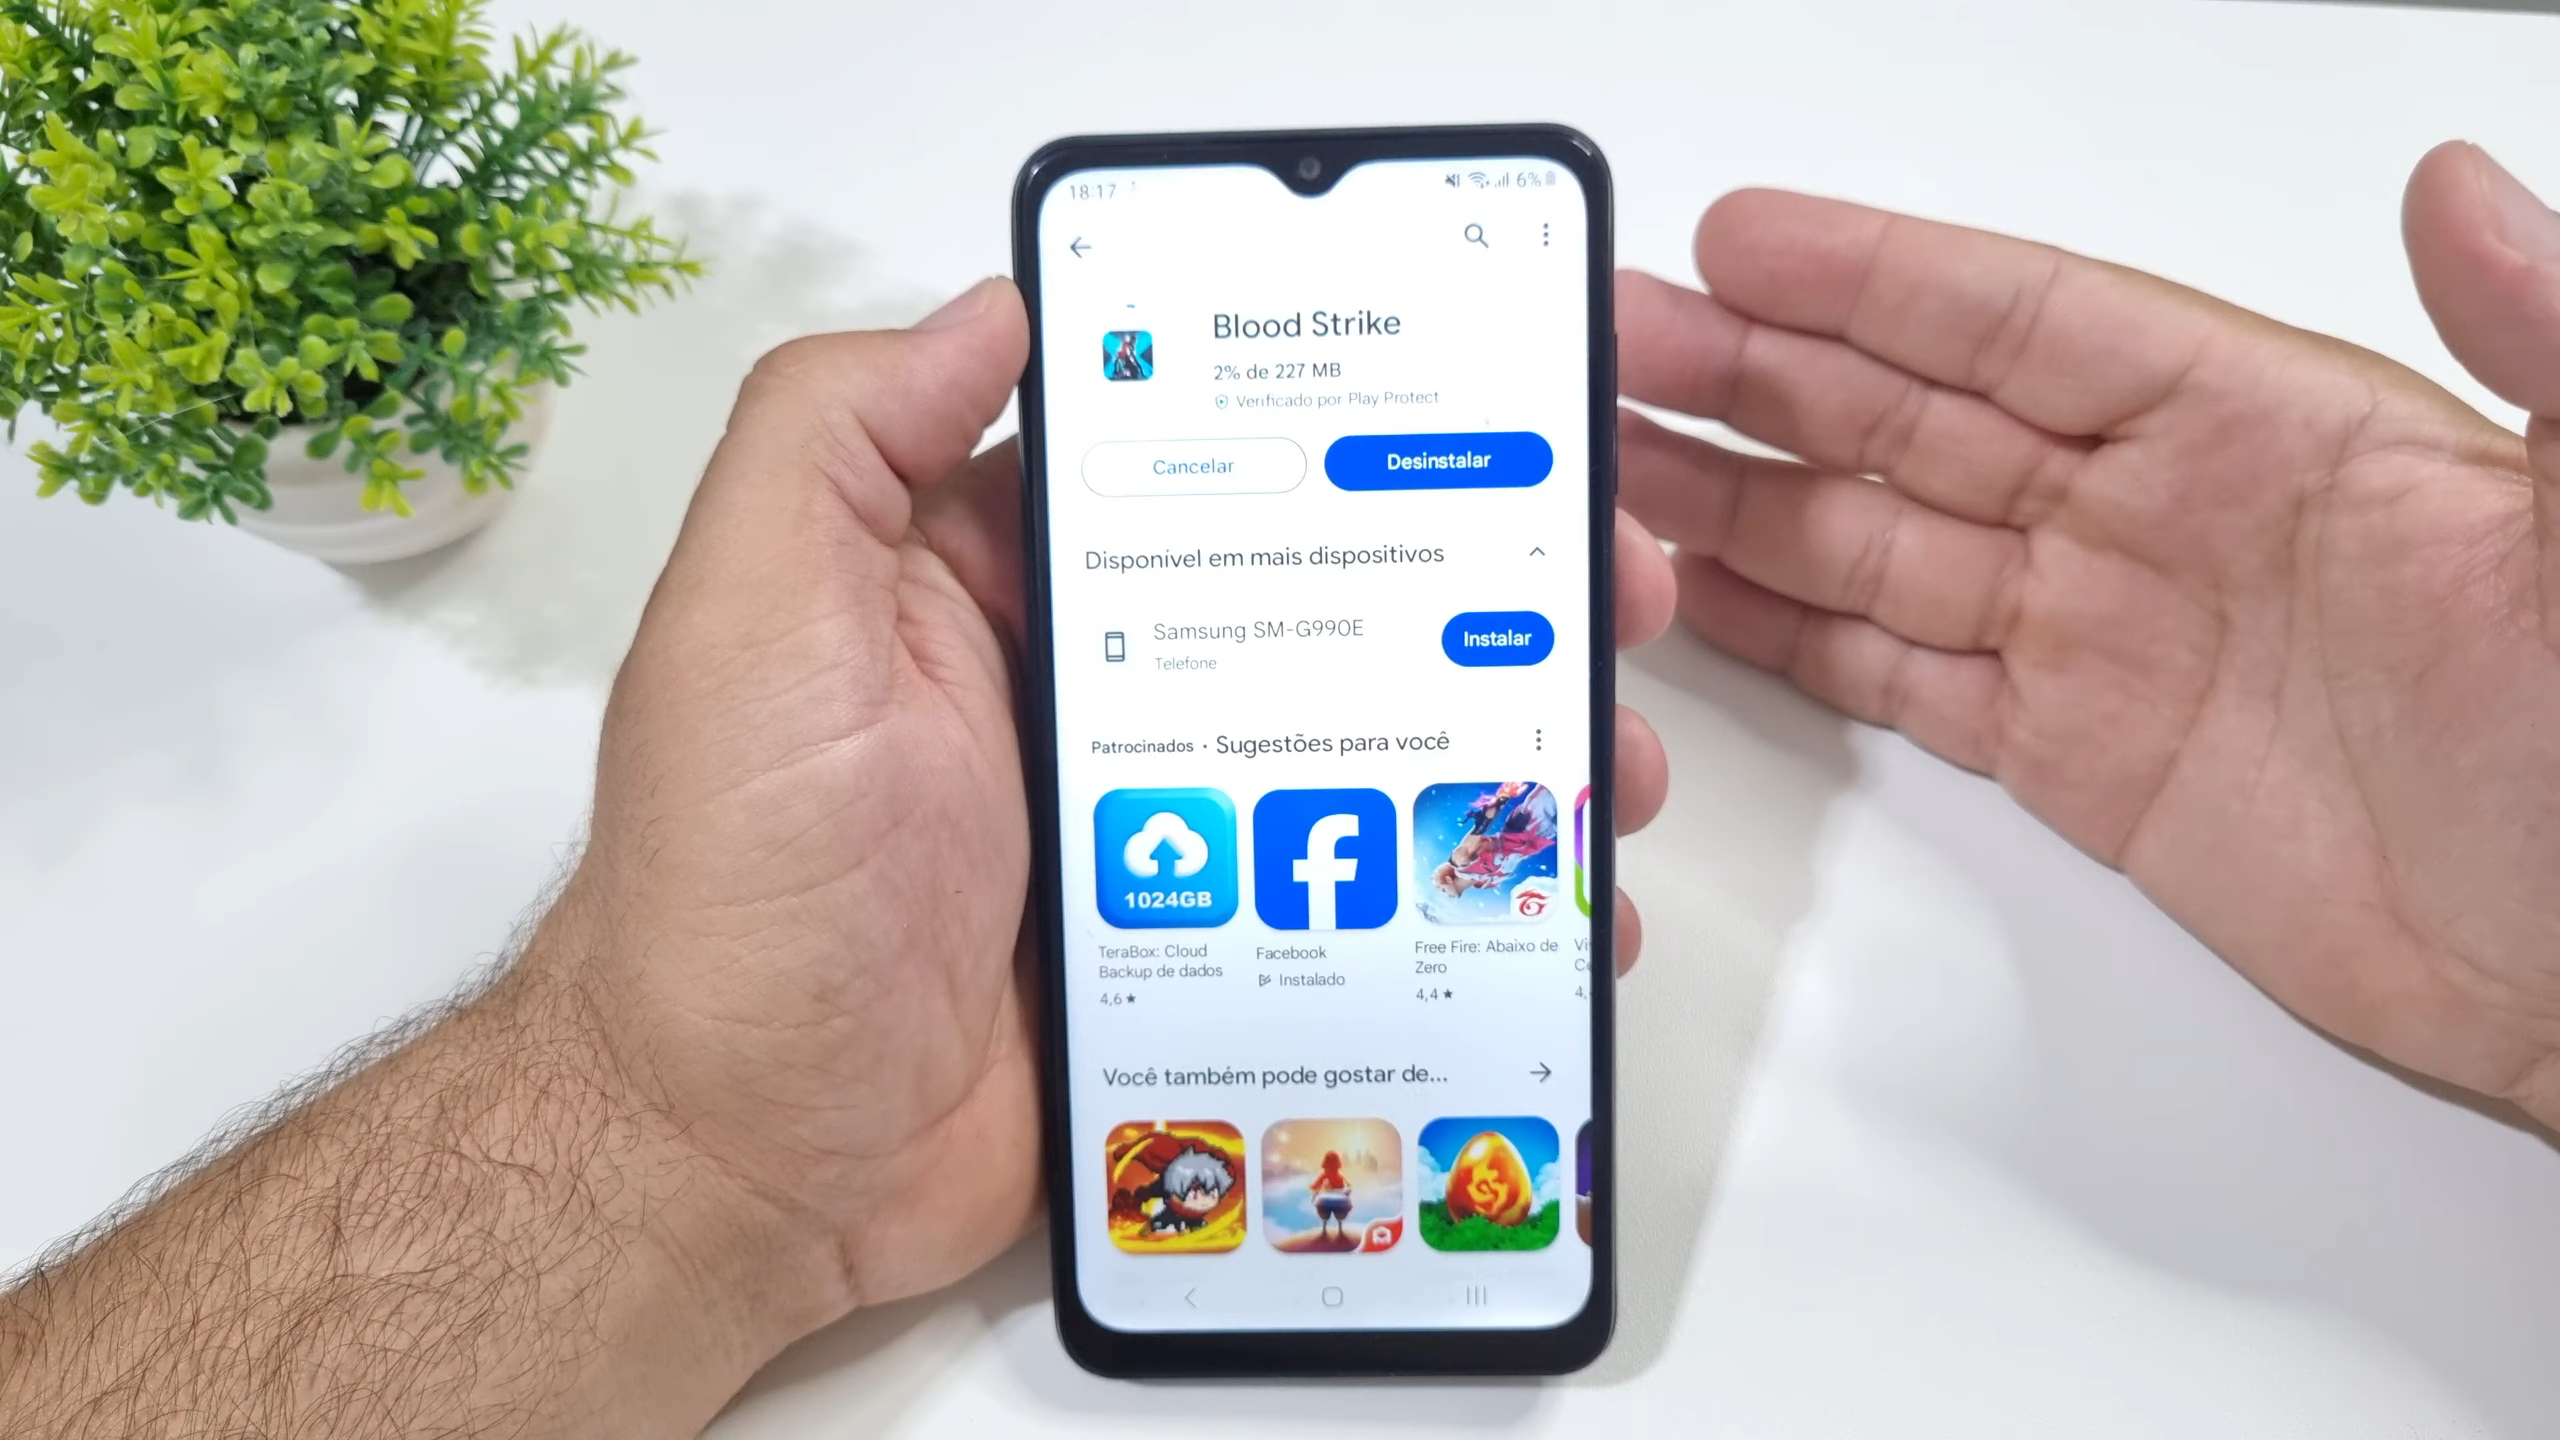 18:17
6%
Blood Strike
2% de 227 MB
Verificado por Play Protect
Cancelar
Desinstalar
Disponível em mais dispositivos
Samsung SM-G990E
Telefone
Instalar
Patrocinados · Sugestões para você
1024GB
TeraBox: Cloud
Backup de dados
4,6 ★
Facebook
Instalado
Free Fire: Abaixo de
Zero
4,4 ★
Você também pode gostar de...